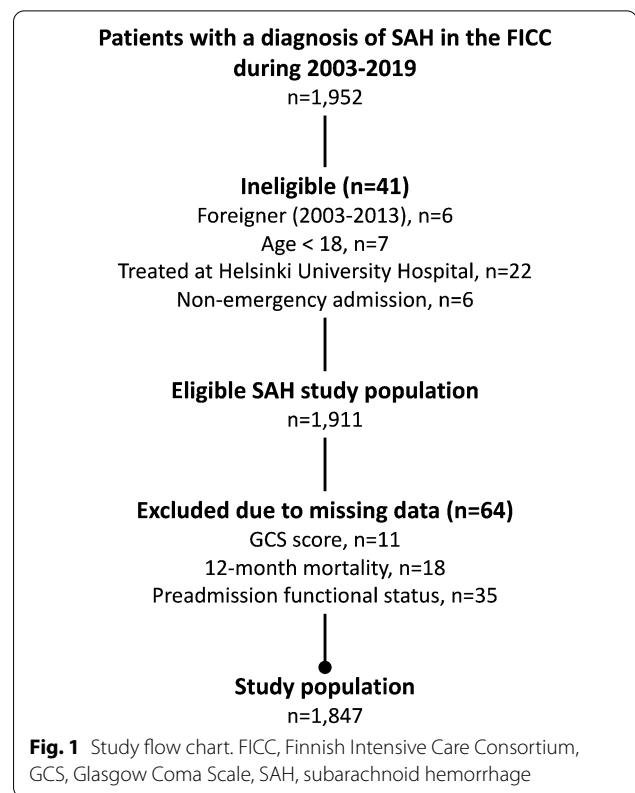 Patients with a diagnosis of SAH in the FICC
during 2003-2019
n=1,952
Ineligible (n=41)
Foreigner (2003-2013), n=6
Age < 18, n=7
Treated at Helsinki University Hospital, n=22
Non-emergency admission, n=6
Eligible SAH study population
n=1,911
Excluded due to missing data (n=64)
GCS score, n=11
12-month mortality, n=18
Preadmission functional status, n=35
Study population
n=1,847
Fig. 1 Study flow chart. FICC, Finnish Intensive Care Consortium,
GCS, Glasgow Coma Scale, SAH, subarachnoid hemorrhage